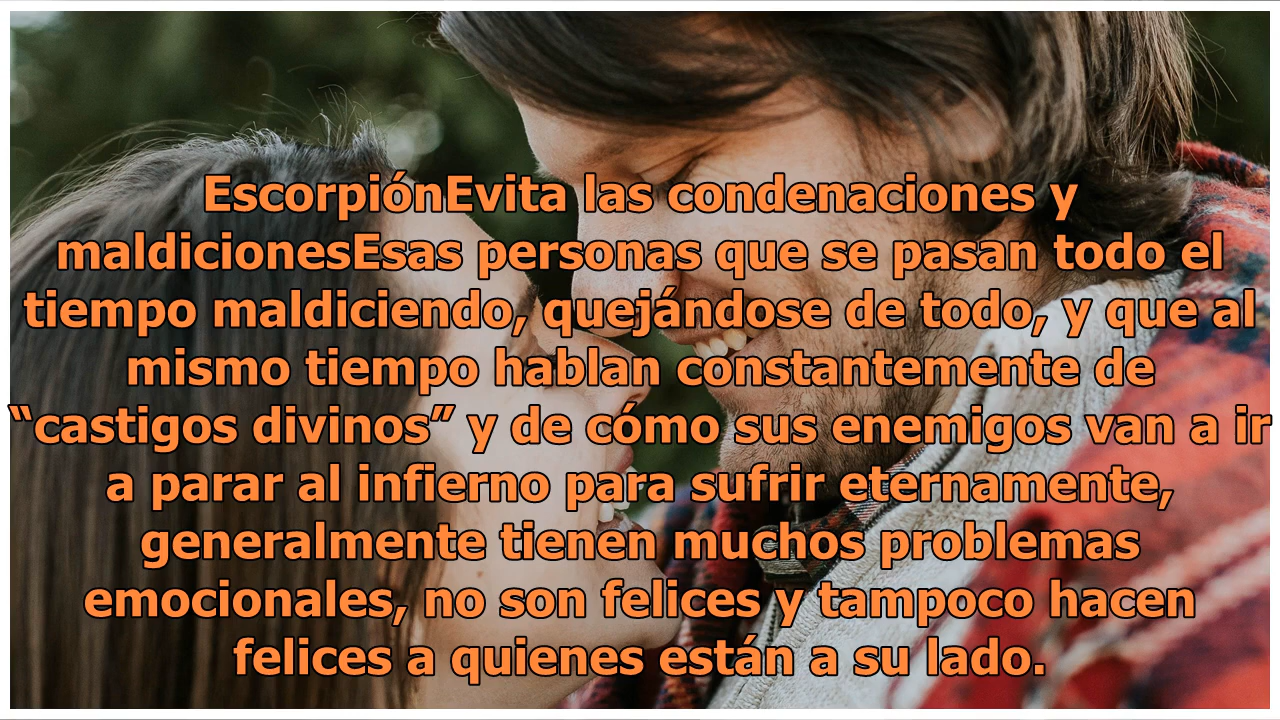 EscorpiónEvita las condenaciones y
maldicionesEsas personas que se pasan todo el
tiempo maldiciendo, quejándose de todo, y que al
mismo tiempo hablan constantemente de
“castigos divinos” y de cómo sus enemigos van a ir
a parar al infierno para sufrir eternamente,
generalmente tienen muchos problemas
emocionales, no son felices y tampoco hacen
felices a quienes están a su lado.